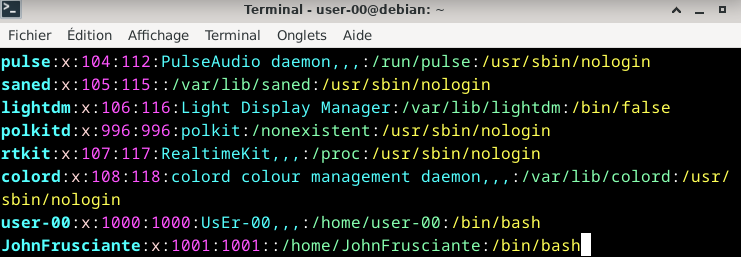 Terminal - user-00@debian: ~
Fichier Édition Affichage Terminal Onglets Aide
pulse:x:104:112:PulseAudio daemon,,,:/run/pulse:/usr/sbin/nologin
saned:x:105:115::/var/lib/saned:/usr/sbin/nologin
lightdm:x:106:116:Light Display Manager:/var/lib/lightdm:/bin/false
polkitd:x:996:996:polkit:/nonexistent:/usr/sbin/nologin
rtkit:x:107:117:RealtimeKit,,,:/proc:/usr/sbin/nologin
colord:x:108:118:colord colour management daemon,,,:/var/lib/colord:/usr/
sbin/nologin
user-00:x:1000:1000:UsEr-00,,,:/home/user-00:/bin/bash
JohnFrusciante:x:1001:1001::/home/JohnFrusciante:/bin/bash